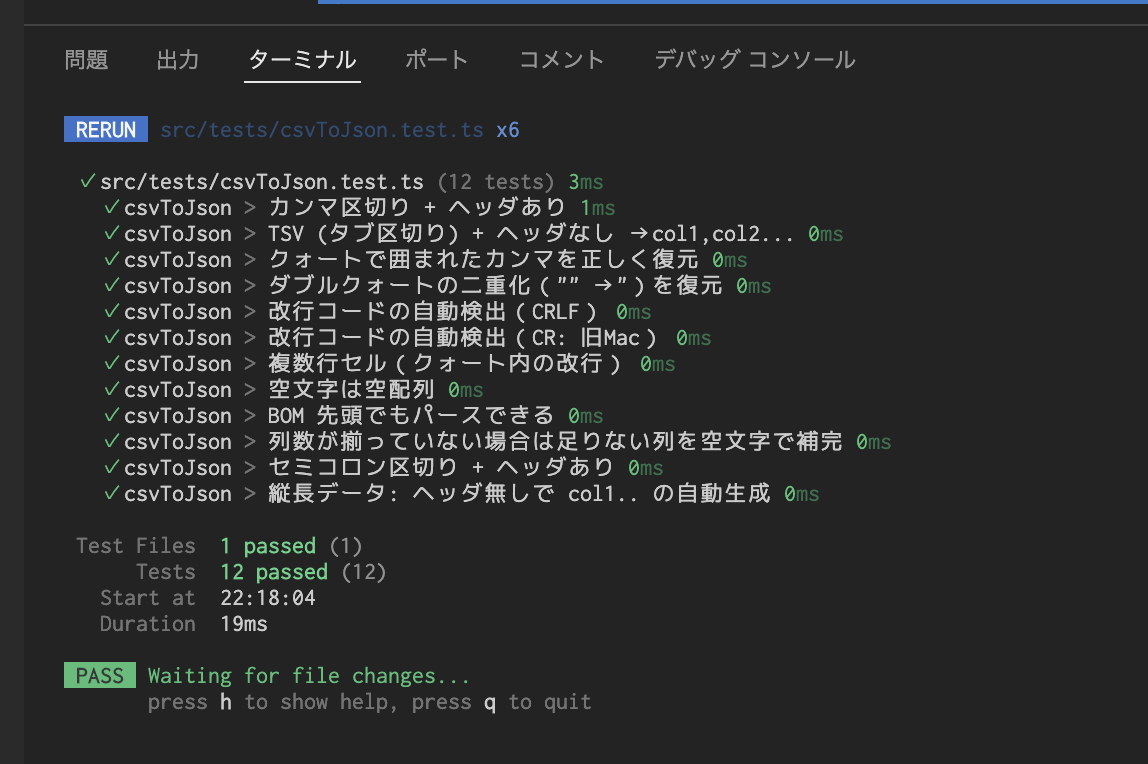 問題 出力 ターミナル ポート コメント デバッグ コンソール
RERUN src/tests/csvToJson.test.ts x6
✓ src/tests/csvToJson.test.ts (12 tests) 3ms
✓ csvToJson > カンマ区切り + ヘッダあり 1ms
✓ csvToJson > TSV (タブ区切り) + ヘッダなし →col1,col2... 0ms
✓ csvToJson > クォートで囲まれたカンマを正しく復元 0ms
✓ csvToJson > ダブルクォートの二重化("" →")を復元 0ms
✓ csvToJson > 改行コードの自動検出(CRLF) 0ms
✓ csvToJson > 改行コードの自動検出(CR: 旧Mac) 0ms
✓ csvToJson > 複数行セル(クォート内の改行) 0ms
✓ csvToJson > 空文字は空配列 0ms
✓ csvToJson > BOM 先頭でもパースできる 0ms
✓ csvToJson > 列数が揃っていない場合は足りない列を空文字で補完 0ms
✓ csvToJson > セミコロン区切り + ヘッダあり 0ms
✓ csvToJson > 縦長データ: ヘッダ無しで col1.. の自動生成 0ms
Test Files 1 passed (1)
Tests 12 passed (12)
Start at 22:18:04
Duration 19ms
PASS Waiting for file changes...
press h to show help, press q to quit